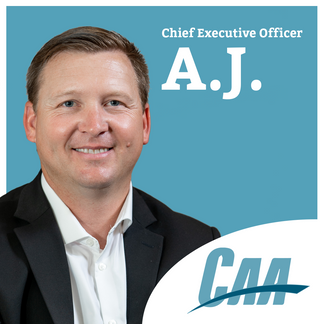 Chief Executive Officer
A.J.
CAA